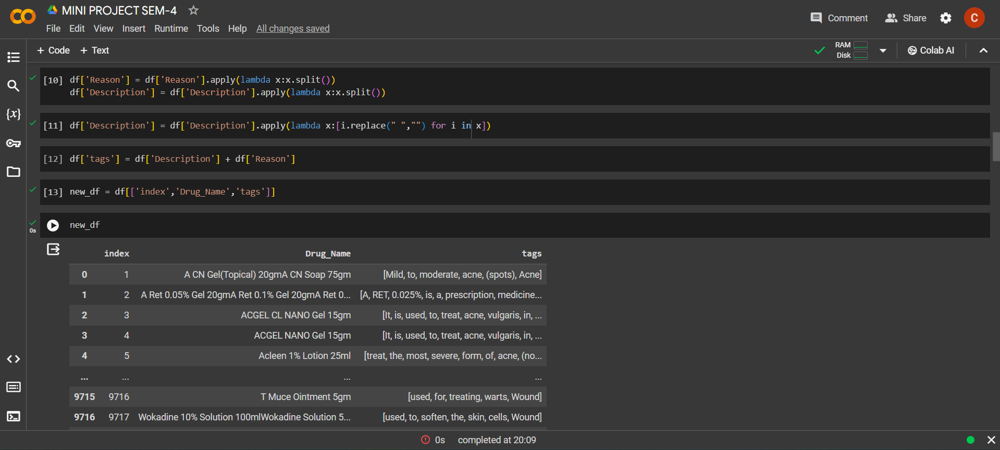 MINI PROJECT SEM-4
Comment
Share
C
File Edit View Insert Runtime Tools Help All changes saved
+ Code + Text
RAM
Disk
Colab AI
[10] df['Reason'] = df['Reason'].apply(lambda x:x.split())
df['Description'] = df['Description'].apply(lambda x:x.split())
{x}
[11] df['Description'] = df['Description'].apply(lambda x:[i.replace(" ","") for i in x])
[12] df['tags'] = df['Description'] + df['Reason']
[13] new_df = df[['index','Drug_Name','tags']]
0s
new_df
index Drug_Name tags
0 1 A CN Gel(Topical) 20gmA CN Soap 75gm [Mild, to, moderate, acne, (spots), Acne]
1 2 A Ret 0.05% Gel 20gmA Ret 0.1% Gel 20gmA Ret 0... [A, RET, 0.025%, is, a, prescription, medicine...
2 3 ACGEL CL NANO Gel 15gm [It, is, used, to, treat, acne, vulgaris, in, ...
3 4 ACGEL NANO Gel 15gm [It, is, used, to, treat, acne, vulgaris, in, ...
4 5 Acleen 1% Lotion 25ml [treat, the, most, severe, form, of, acne, (no...
... ... ... ...
9715 9716 T Muce Ointment 5gm [used, for, treating, warts, Wound]
9716 9717 Wokadine 10% Solution 100mlWokadine Solution 5... [used, to, soften, the, skin, cells, Wound]
0s completed at 20:09